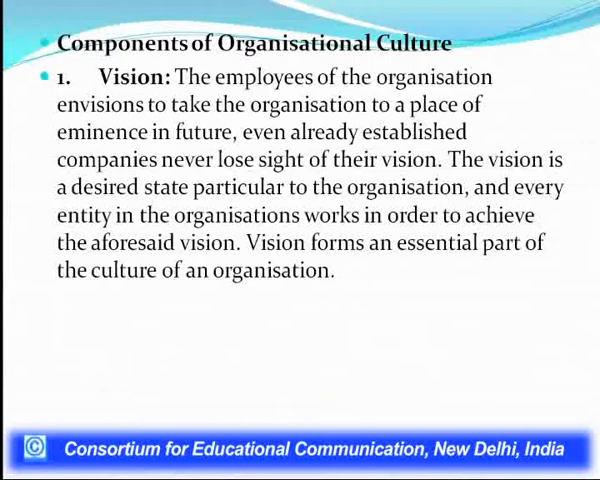 Components of Organisational Culture
1. Vision: The employees of the organisation
envisions to take the organisation to a place of
eminence in future, even already established
companies never lose sight of their vision. The vision is
a desired state particular to the organisation, and every
entity in the organisations works in order to achieve
the aforesaid vision. Vision forms an essential part of
the culture of an organisation.
© Consortium for Educational Communication, New Delhi, India